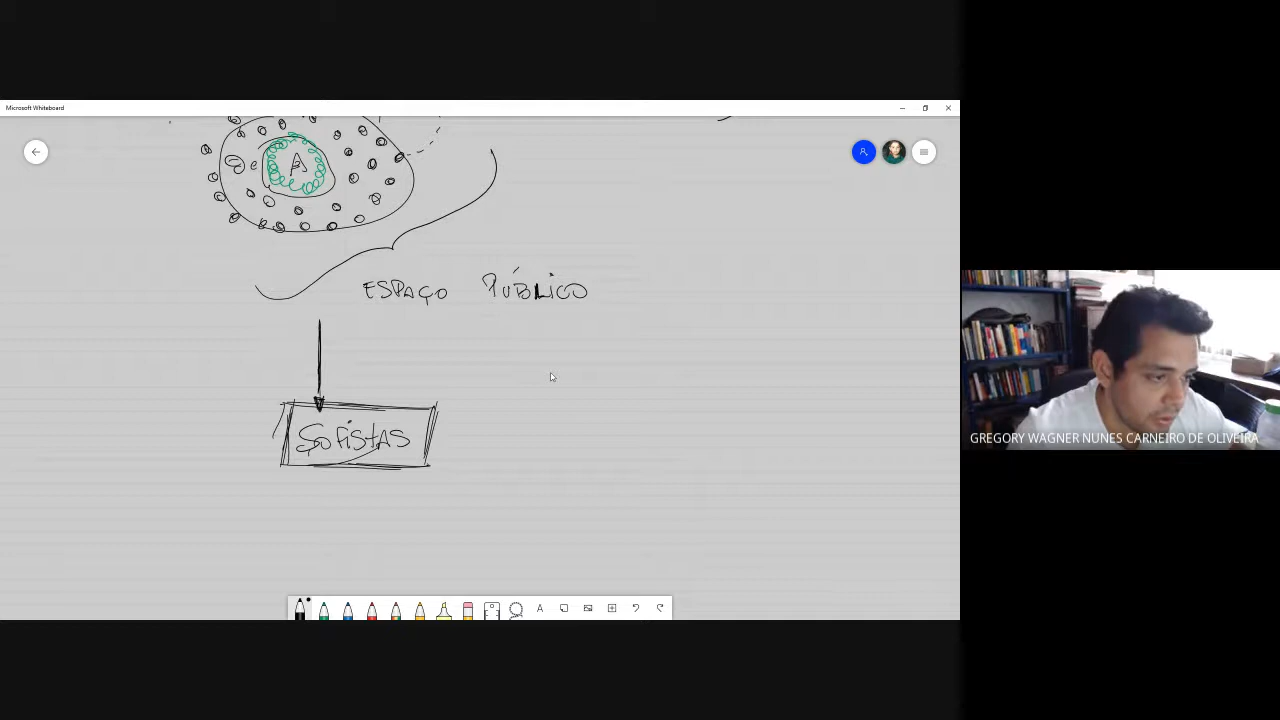 Microsoft Whiteboard
A
ESPAÇO PÚBLICO
SOFISTAS
GREGORY WAGNER NUNES CARNEIRO DE OLIVEIRA
A